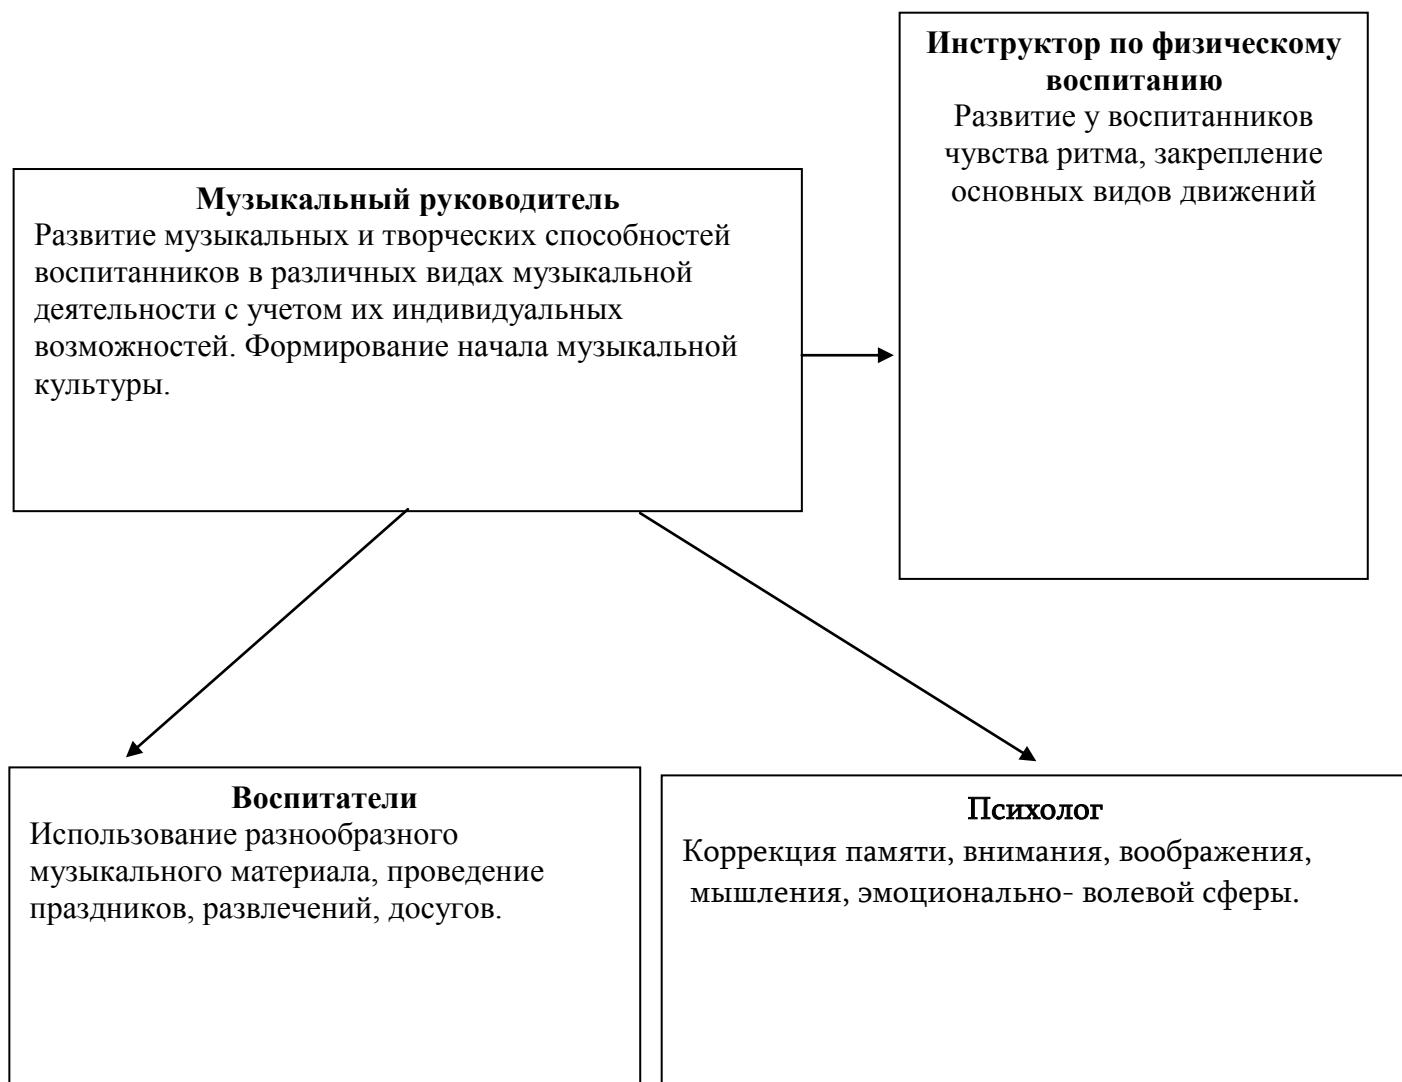 Инструктор по физическому
воспитанию
Развитие у воспитанников
чувства ритма, закрепление
основных видов движений
Музыкальный руководитель
Развитие музыкальных и творческих способностей
воспитанников в различных видах музыкальной
деятельности с учетом их индивидуальных
возможностей. Формирование начала музыкальной
культуры.
Воспитатели
Использование разнообразного
музыкального материала, проведение
праздников, развлечений, досугов.
Психолог
Коррекция памяти, внимания, воображения,
мышления, эмоционально- волевой сферы.